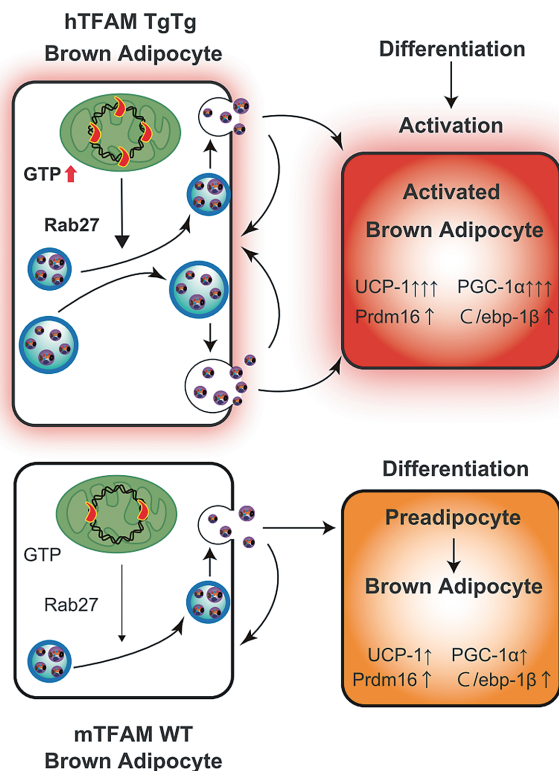 hTFAM TgTg
Brown Adipocyte
GTP
Rab27
Differentiation
Activation
Activated
Brown Adipocyte
UCP-1↑↑↑ PGC-1α↑↑↑
Prdm16↑ C/ebp-1β↑
GTP
Rab27
mTFAM WT
Brown Adipocyte
Differentiation
Preadipocyte
Brown Adipocyte
UCP-1↑ PGC-1α↑
Prdm16↑ C/ebp-1β↑